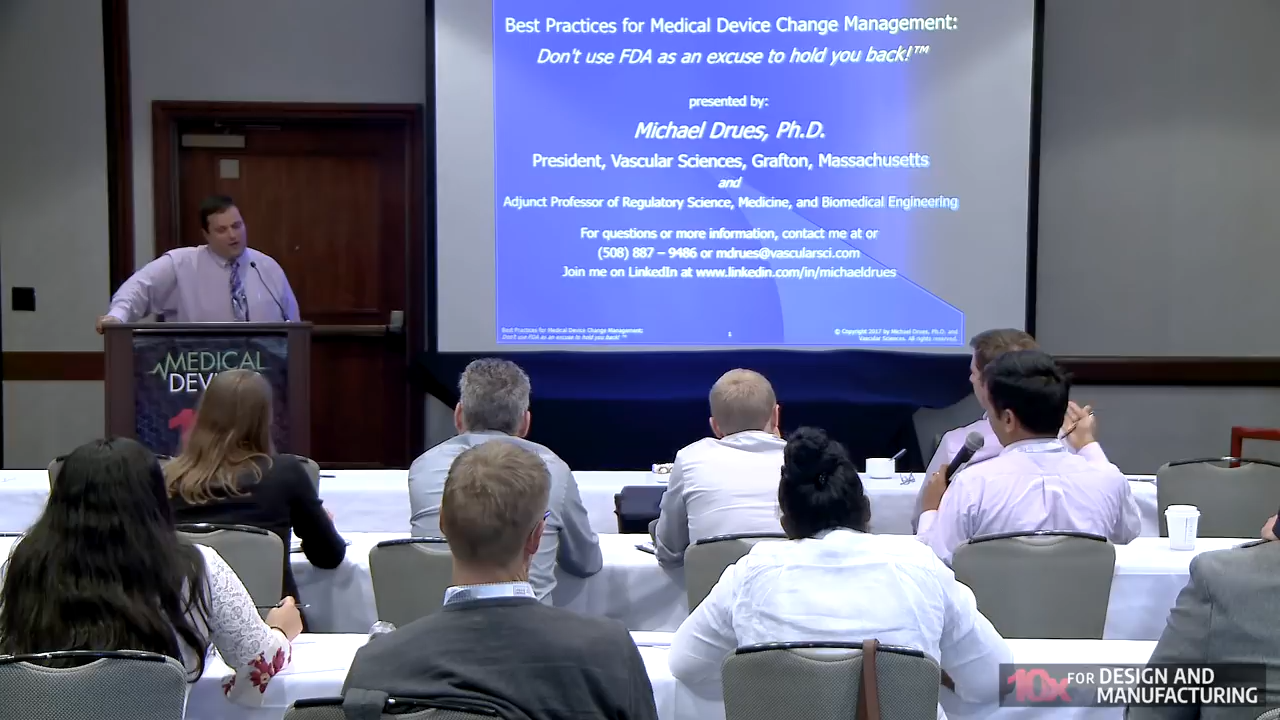 Best Practices for Medical Device Change Management:
Don't use FDA as an excuse to hold you back!™
presented by:
Michael Drues, Ph.D.
President, Vascular Sciences, Grafton, Massachusetts
and
Adjunct Professor of Regulatory Science, Medicine, and Biomedical Engineering
For questions or more information, contact me at or
(508) 887 – 9486 or mdrues@vascularsci.com
Join me on LinkedIn at www.linkedin.com/in/michaeldrues
Best Practices for Medical Device Change Management:
Don't use FDA as an excuse to hold you back! ™
1
© Copyright 2017 by Michael Drues, Ph.D. and
Vascular Sciences. All rights reserved.
MEDICAL
DEV
10x FOR DESIGN AND
MANUFACTURING